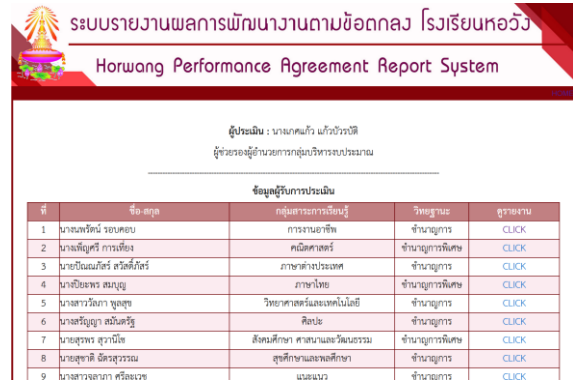 ระบบรายงานผลการพัฒนางานตามข้อตกลง โรงเรียนหอวัง
Horwang Performance Agreement Report System
ผู้ประเมิน : นางเกศแก้ว แก้วบัวรบัติ
ผู้ช่วยรองผู้อำนวยการกลุ่มบริหารงบประมาณ
ข้อมูลผู้รับการประเมิน
ที่ ชื่อ-สกุล กลุ่มสาระการเรียนรู้ วิทยฐานะ ดูรายงาน
1 นางนพรัตน์ รอบคอบ การงานอาชีพ ชำนาญการ CLICK
2 นางเพ็ญศรี การเที่ยง คณิตศาสตร์ ชำนาญการพิเศษ CLICK
3 นายปัณณภัสร์ สวัสดิ์ภัสร์ ภาษาต่างประเทศ ชำนาญการ CLICK
4 นางปิยะพร สมบุญ ภาษาไทย ชำนาญการพิเศษ CLICK
5 นางสาววัลภา พูลสุข วิทยาศาสตร์และเทคโนโลยี ชำนาญการ CLICK
6 นางสรัญญา สมันตรัฐ ศิลปะ ชำนาญการ CLICK
7 นายสุรพร สุวานิโช สังคมศึกษา ศาสนาและวัฒนธรรม ชำนาญการพิเศษ CLICK
8 นายสุชาติ ฉัตรสุวรรณ สุขศึกษาและพลศึกษา ชำนาญการ CLICK
9 นางสาวจุลาภา ศรีละเวช แนะแนว ชำนาญการ CLICK